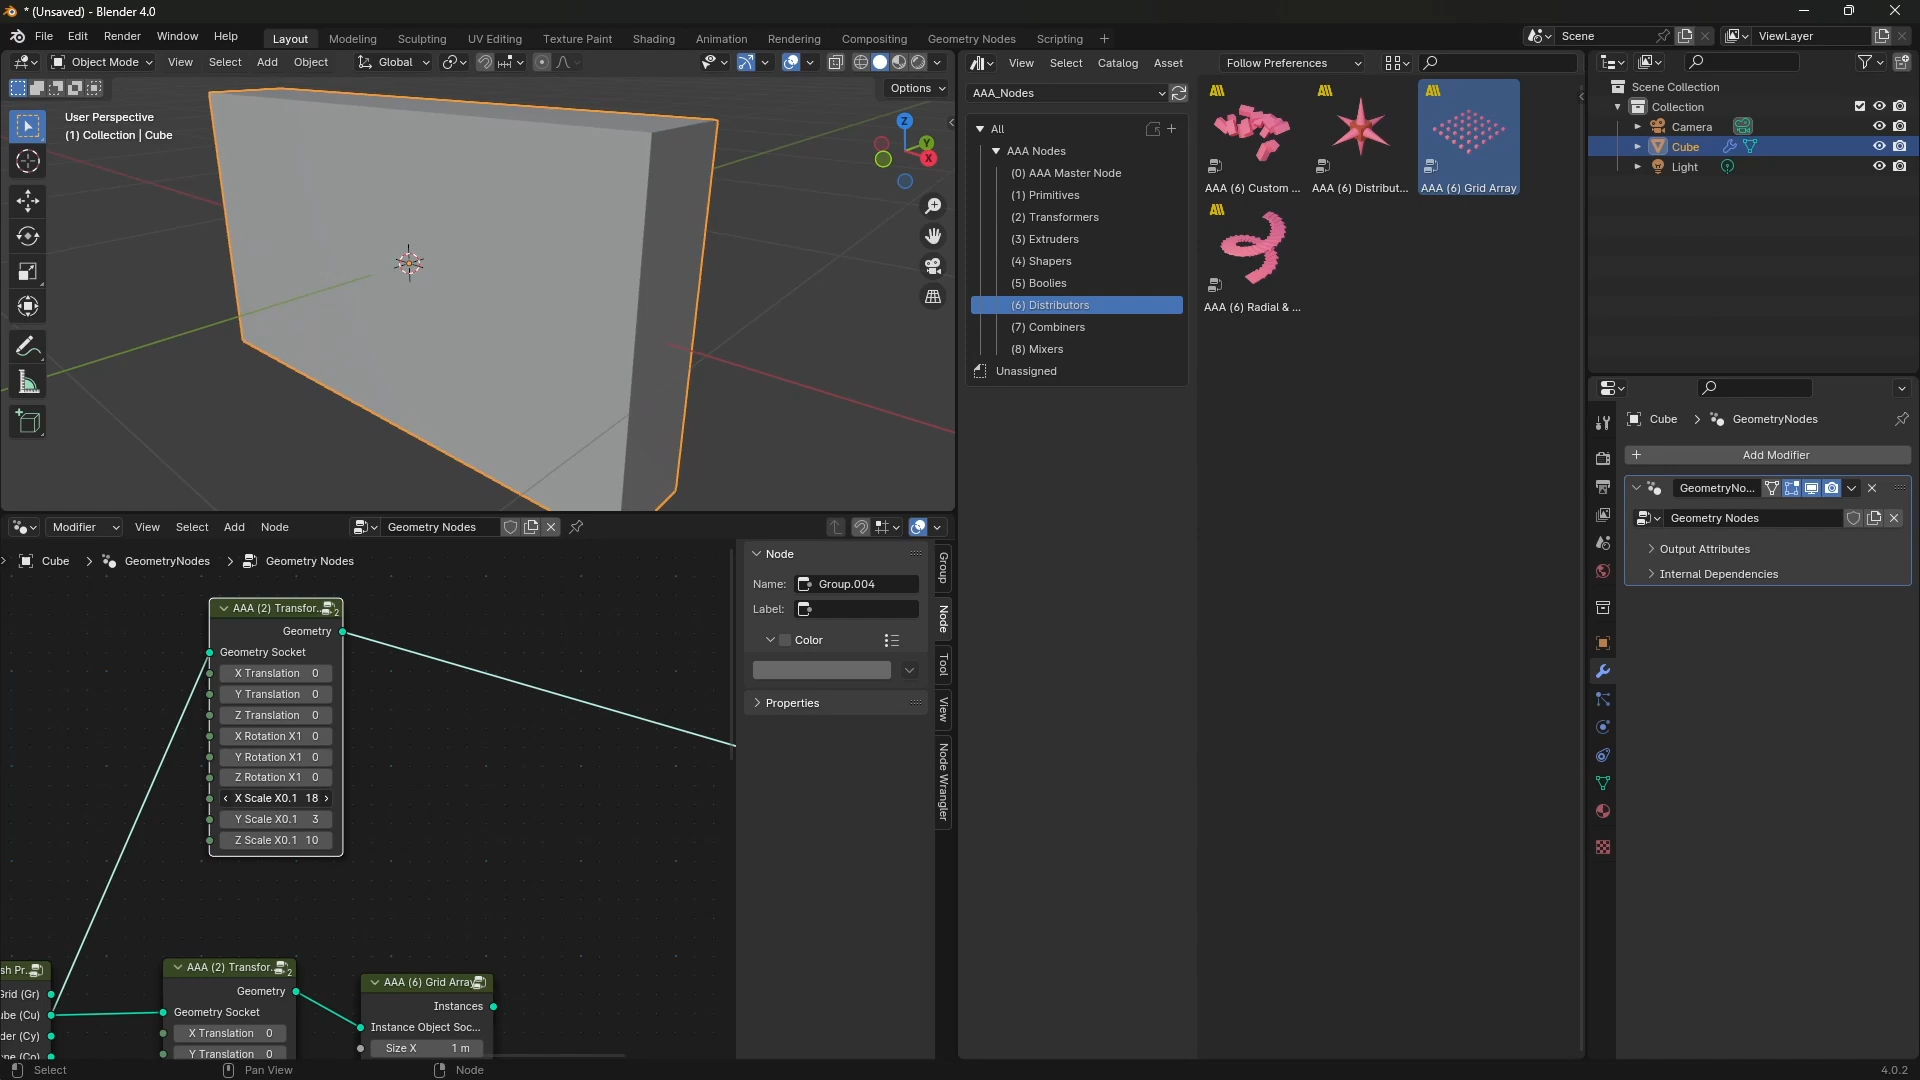 * (Unsaved) - Blender 4.0
File Edit Render Window Help
Layout Modeling Sculpting UV Editing Texture Paint Shading Animation Rendering Compositing Geometry Nodes Scripting +
Scene ViewLayer
Object Mode View Select Add Object Global
Options
User Perspective
(1) Collection | Cube
Z
Y
X
View Select Catalog Asset Follow Preferences
AAA_Nodes
All
AAA Nodes
(0) AAA Master Node
(1) Primitives
(2) Transformers
(3) Extruders
(4) Shapers
(5) Boolies
(6) Distributors
(7) Combiners
(8) Mixers
Unassigned
AAA (6) Custom ... AAA (6) Distribut... AAA (6) Grid Array
AAA (6) Radial & ...
Scene Collection
Collection
Camera
Cube
Light
Cube > GeometryNodes
Add Modifier
GeometryNo...
Geometry Nodes
Output Attributes
Internal Dependencies
Modifier View Select Add Node Geometry Nodes
Cube > GeometryNodes > Geometry Nodes
AAA (2) Transfor... 2
Geometry
Geometry Socket
X Translation 0
Y Translation 0
Z Translation 0
X Rotation X1 0
Y Rotation X1 0
Z Rotation X1 0
X Scale X0.1 18
Y Scale X0.1 3
Z Scale X0.1 10
sh Pr...
Grid (Gr)
ube (Cu)
der (Cy)
ne (Co)
AAA (2) Transfor... 2
Geometry
Geometry Socket
X Translation 0
Y Translation 0
AAA (6) Grid Array
Instances
Instance Object Soc...
Size X 1 m
Node
Name: Group.004
Label:
Color
Properties
Group
Node
Tool
View
Node Wrangler
Select Pan View Node
4.0.2